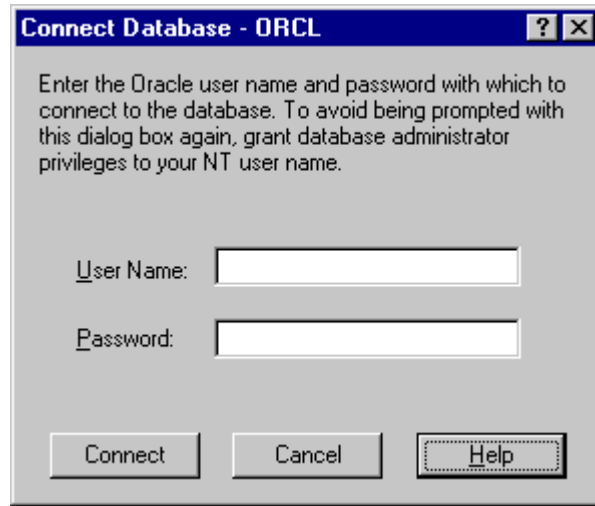 Connect Database - ORCL
Enter the Oracle user name and password with which to
connect to the database. To avoid being prompted with
this dialog box again, grant database administrator
privileges to your NT user name.
User Name:
Password:
Connect Cancel Help